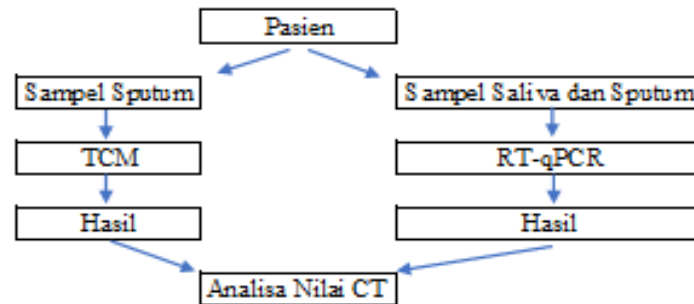 Pasien
Sampel Sputum
Sampel Saliva dan Sputum
TCM
RT-qPCR
Hasil
Hasil
Analisa Nilai CT